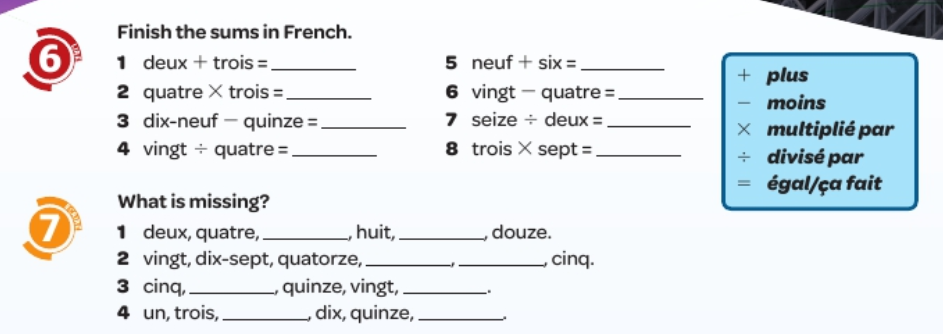 6
Finish the sums in French.
1 deux + trois = ________
2 quatre × trois = ________
3 dix-neuf − quinze = ________
4 vingt ÷ quatre = ________
5 neuf + six = ________
6 vingt − quatre = ________
7 seize ÷ deux = ________
8 trois × sept = ________
+ plus
− moins
× multiplié par
÷ divisé par
= égal/ça fait
7
What is missing?
1 deux, quatre, ________, huit, ________, douze.
2 vingt, dix-sept, quatorze, ________, ________, cinq.
3 cinq, ________, quinze, vingt, ________.
4 un, trois, ________, dix, quinze, ________.